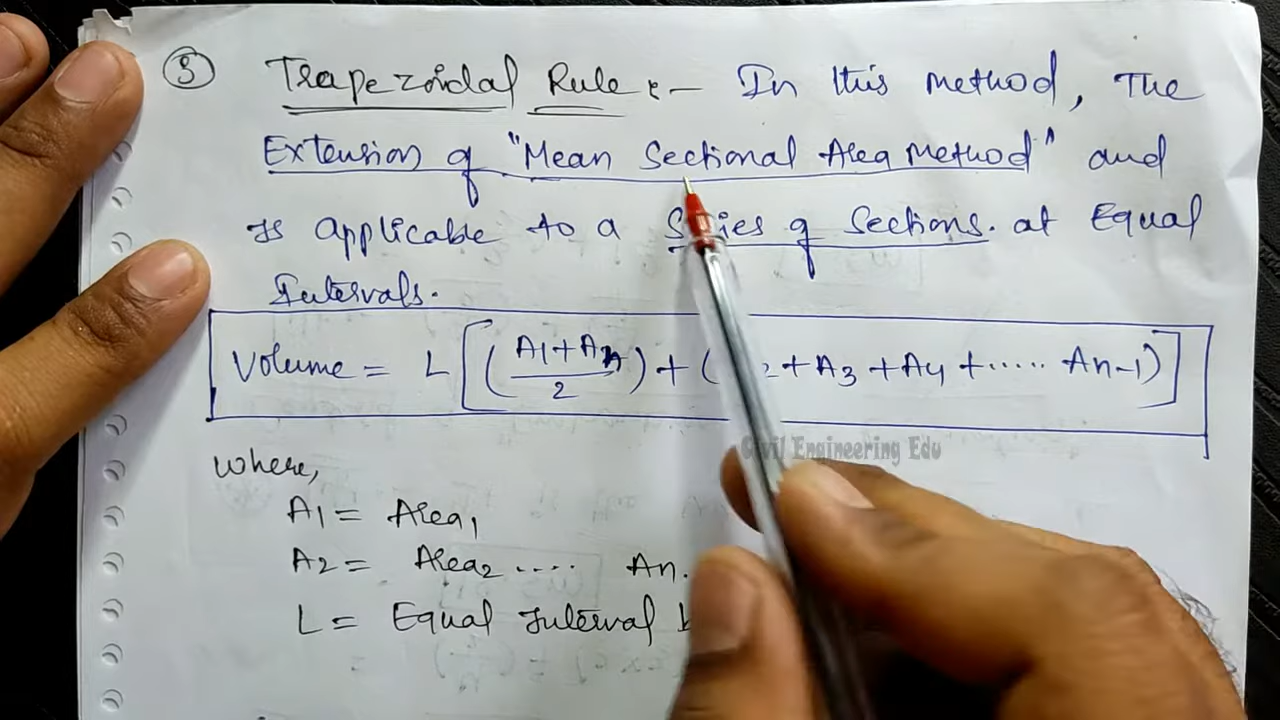 3 Trapezoidal Rule :- In this method, The
Extension of "Mean Sectional Area Method" and
Is applicable to a Series of Sections. at Equal
Intervals.
Volume = L [(A1+An/2) + ( 2+A3+A4+..... An-1)]
Civil Engineering Edu
where,
A1 = Area1
A2 = Area2 .... An.
L = Equal Interval